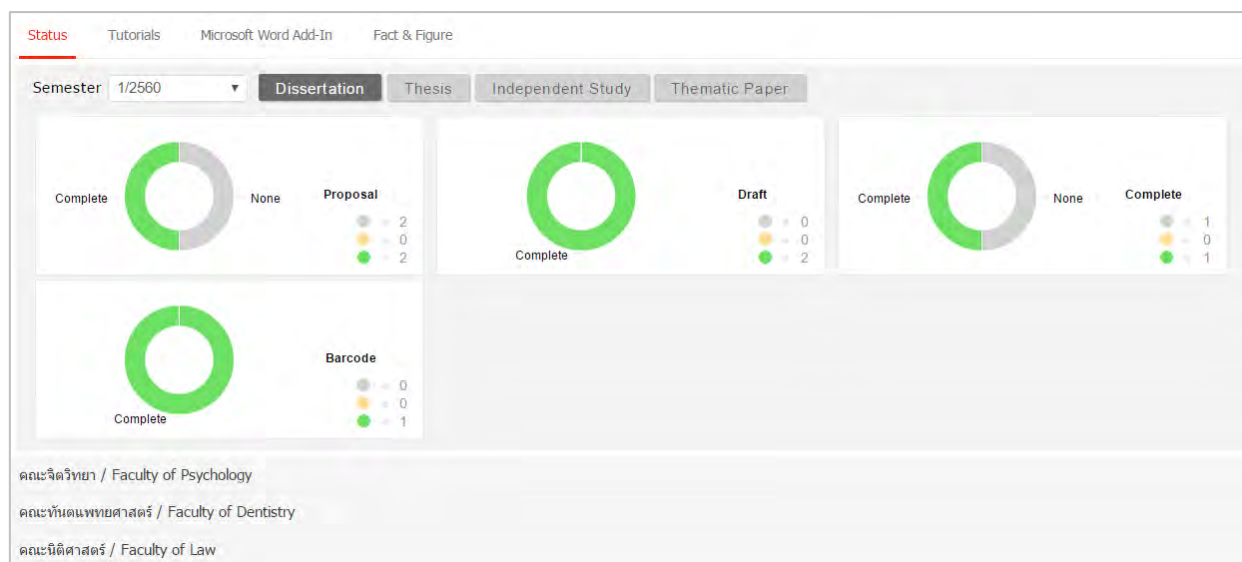 Status Tutorials Microsoft Word Add-In Fact & Figure
Semester 1/2560 Dissertation Thesis Independent Study Thematic Paper
Complete None Proposal
= 2
= 0
= 2
Complete Draft
= 0
= 0
= 2
Complete None Complete
= 1
= 0
= 1
Complete Barcode
= 0
= 0
= 1
คณะจิตวิทยา / Faculty of Psychology
คณะทันตแพทยศาสตร์ / Faculty of Dentistry
คณะนิติศาสตร์ / Faculty of Law